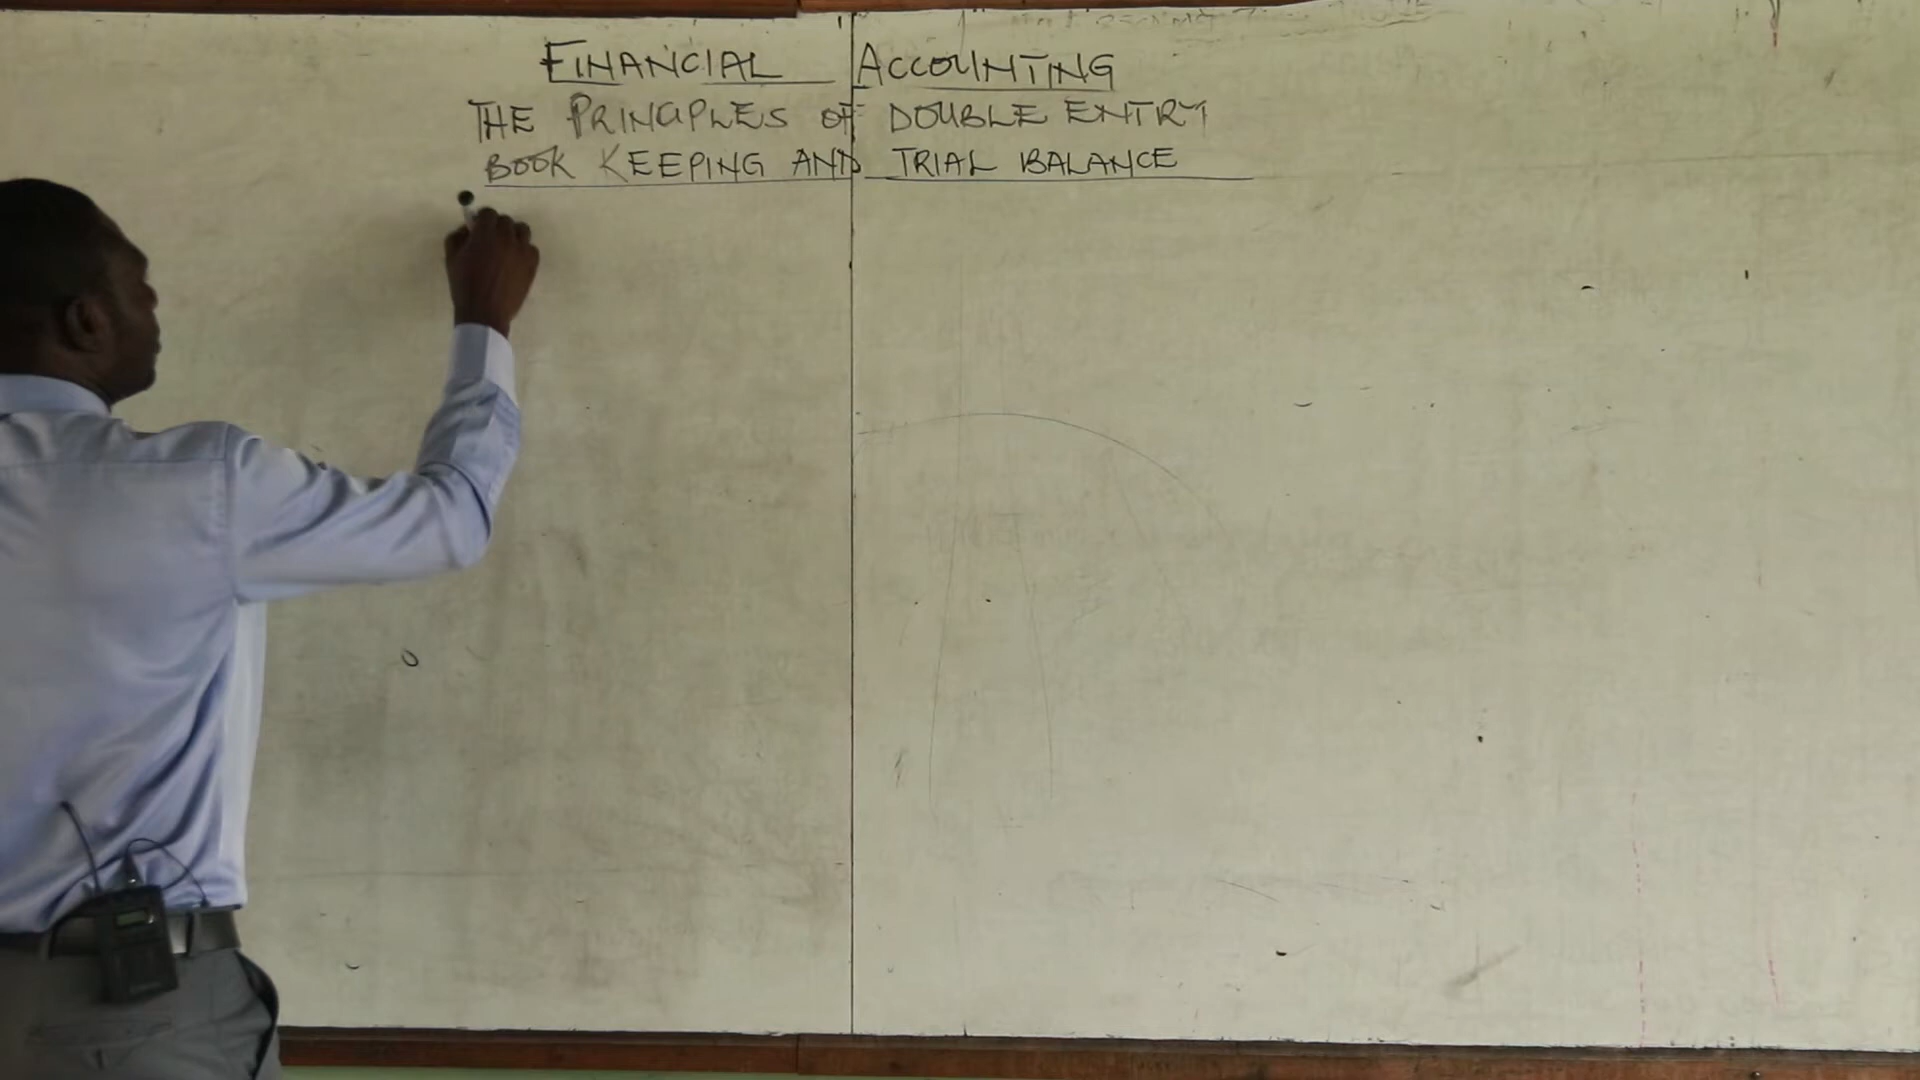 FINANCIAL ACCOUNTING
THE PRINCIPLES OF DOUBLE ENTRY
BOOK KEEPING AND TRIAL BALANCE